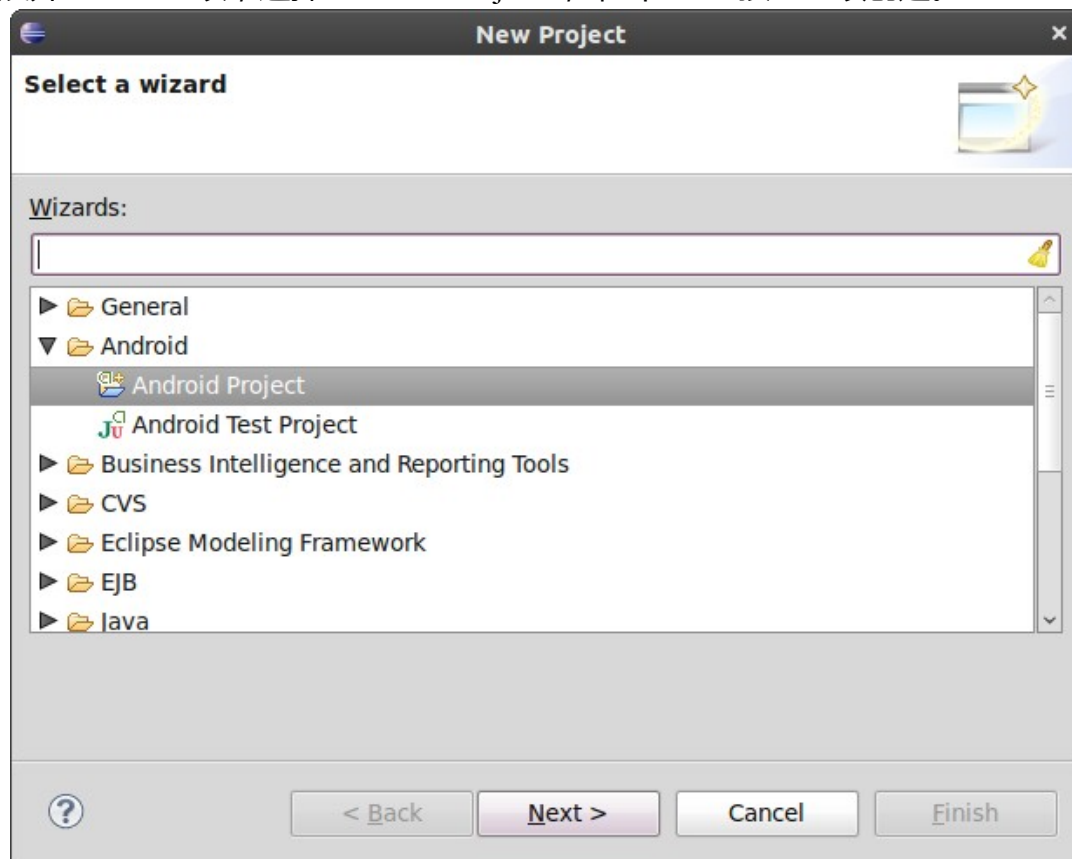 New Project
Select a wizard
Wizards:
General
Android
Android Project
Android Test Project
Business Intelligence and Reporting Tools
CVS
Eclipse Modeling Framework
EJB
Java
< Back Next > Cancel Finish